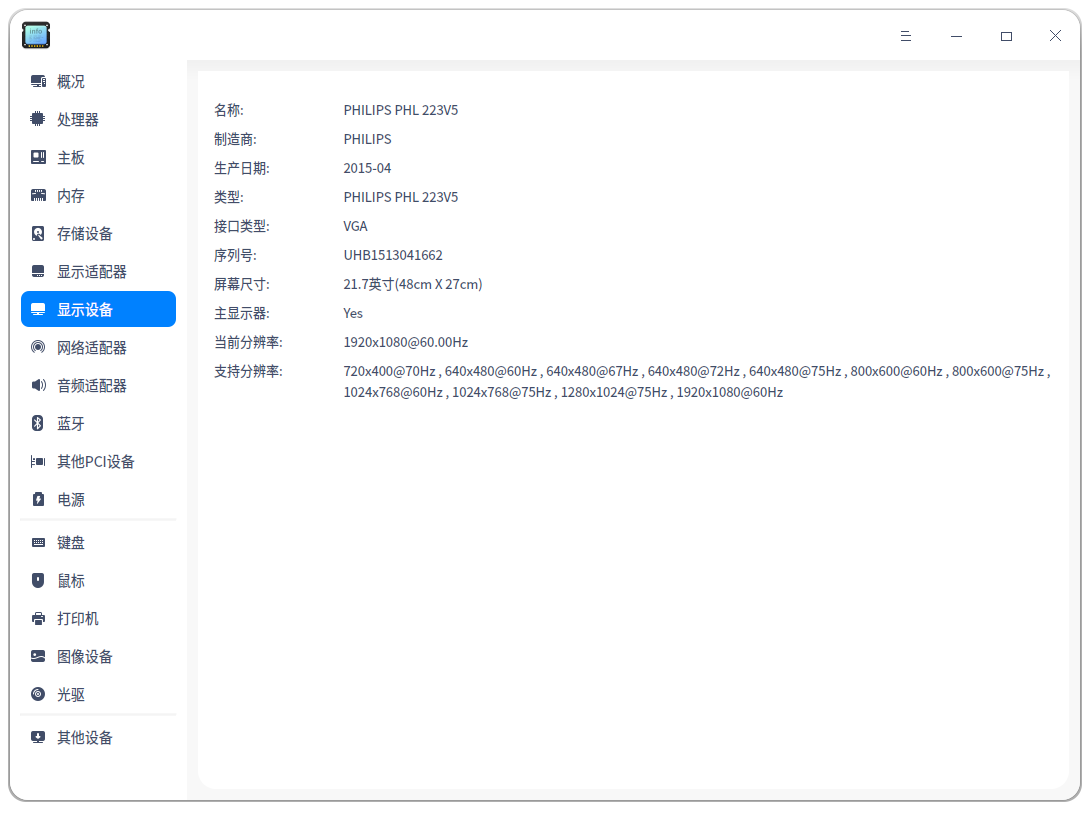 info
概况
处理器
主板
内存
存储设备
显示适配器
显示设备
网络适配器
音频适配器
蓝牙
其他PCI设备
电源
键盘
鼠标
打印机
图像设备
光驱
其他设备
名称: PHILIPS PHL 223V5
制造商: PHILIPS
生产日期: 2015-04
类型: PHILIPS PHL 223V5
接口类型: VGA
序列号: UHB1513041662
屏幕尺寸: 21.7英寸(48cm X 27cm)
主显示器: Yes
当前分辨率: 1920x1080@60.00Hz
支持分辨率: 720x400@70Hz , 640x480@60Hz , 640x480@67Hz , 640x480@72Hz , 640x480@75Hz , 800x600@60Hz , 800x600@75Hz ,
1024x768@60Hz , 1024x768@75Hz , 1280x1024@75Hz , 1920x1080@60Hz